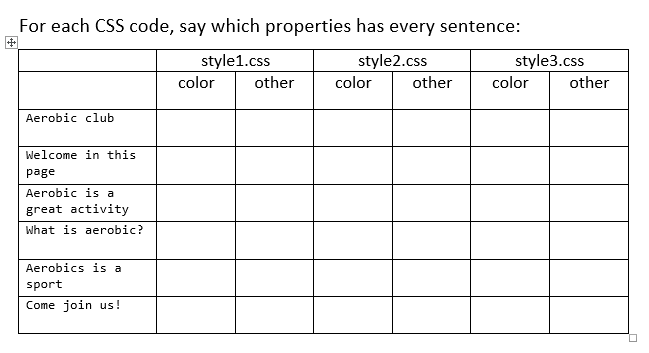 For each CSS code, say which properties has every sentence:
style1.css style2.css style3.css
color other color other color other
Aerobic club
Welcome in this
page
Aerobic is a
great activity
What is aerobic?
Aerobics is a
sport
Come join us!